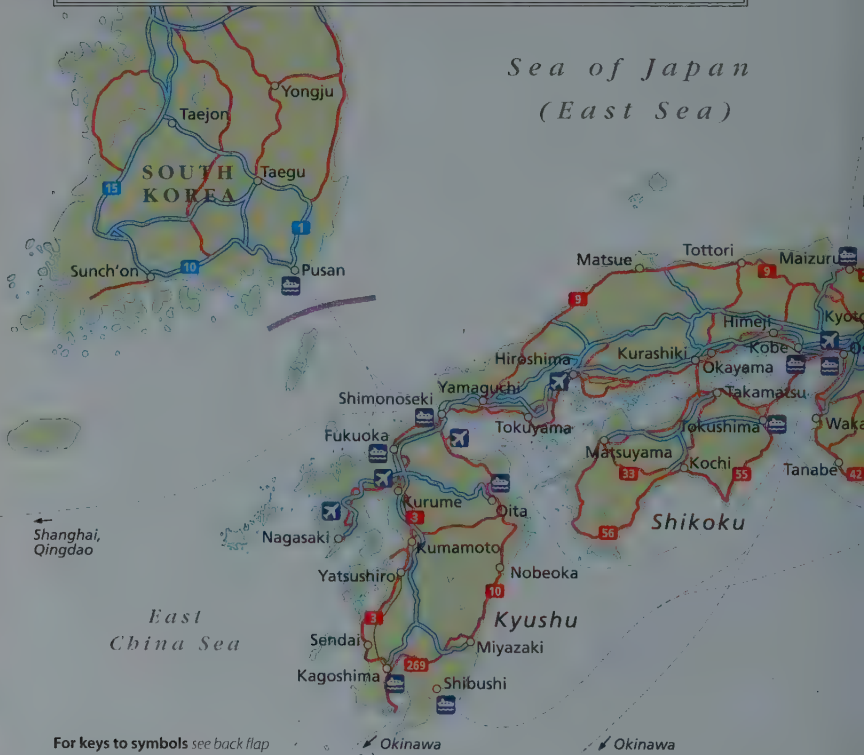 Sea of Japan
(East Sea)
Yongju
Taejon
SOUTH
KOREA
Taegu
15
1
10
Sunch'on
Pusan
Matsue
Tottori
Maizuru
9
9
Himeji
Kyoto
Hiroshima
Kurashiki
Kobe
Okayama
Yamaguchi
Shimonoseki
Takamatsu
Tokuyama
Tokushima
Fukuoka
Matsuyama
Kochi
Tanabe
33
55
42
Kurume
Oita
3
56
Shikoku
Shanghai,
Qingdao
Nagasaki
Kumamoto
Yatsushiro
Nobeoka
10
East
China Sea
3
Kyushu
Sendai
Miyazaki
269
Kagoshima
Shibushi
For keys to symbols see back flap
Okinawa
Okinawa